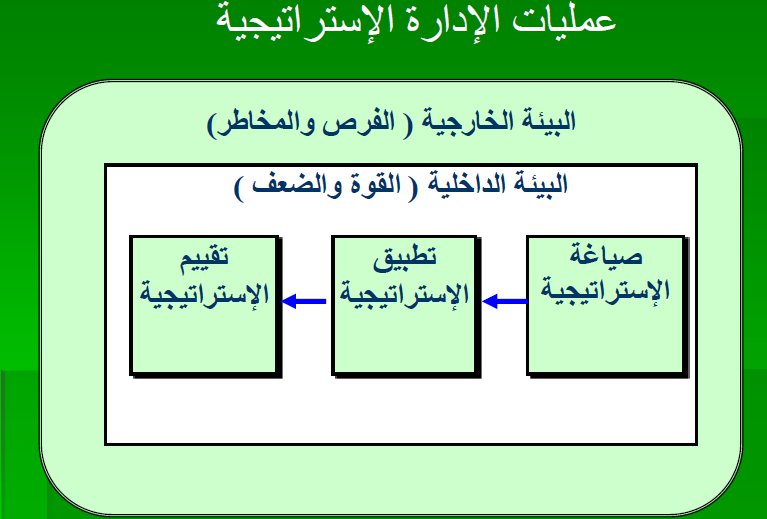 عمليات الإدارة الإستراتيجية
البيئة الخارجية ( الفرص والمخاطر)
البيئة الداخلية ( القوة والضعف )
صياغة
الإستراتيجية
تطبيق
الإستراتيجية
تقييم
الإستراتيجية